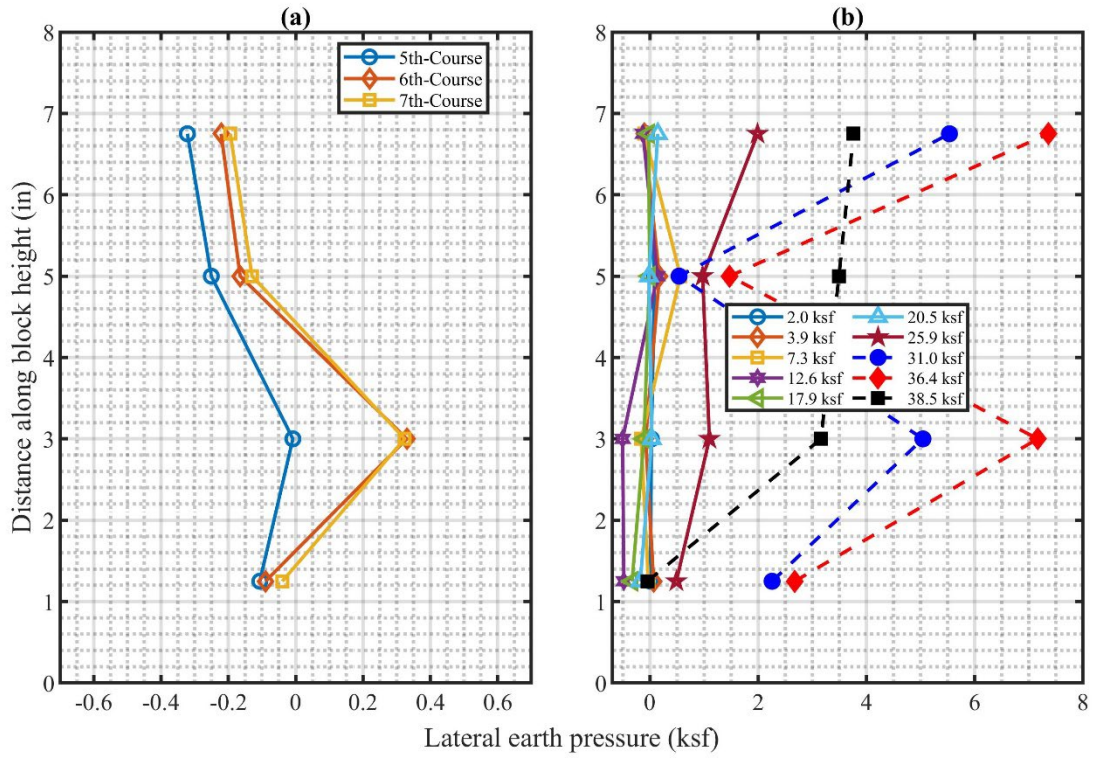 (a)
(b)
8
7
6
5
4
3
2
1
0
5th-Course
6th-Course
7th-Course
-0.6
-0.4
-0.2
0
0.2
0.4
0.6
8
7
6
5
4
3
2
1
0
2.0 ksf
3.9 ksf
7.3 ksf
12.6 ksf
17.9 ksf
20.5 ksf
25.9 ksf
31.0 ksf
36.4 ksf
38.5 ksf
0
2
4
6
8
Distance along block height (in)
Lateral earth pressure (ksf)